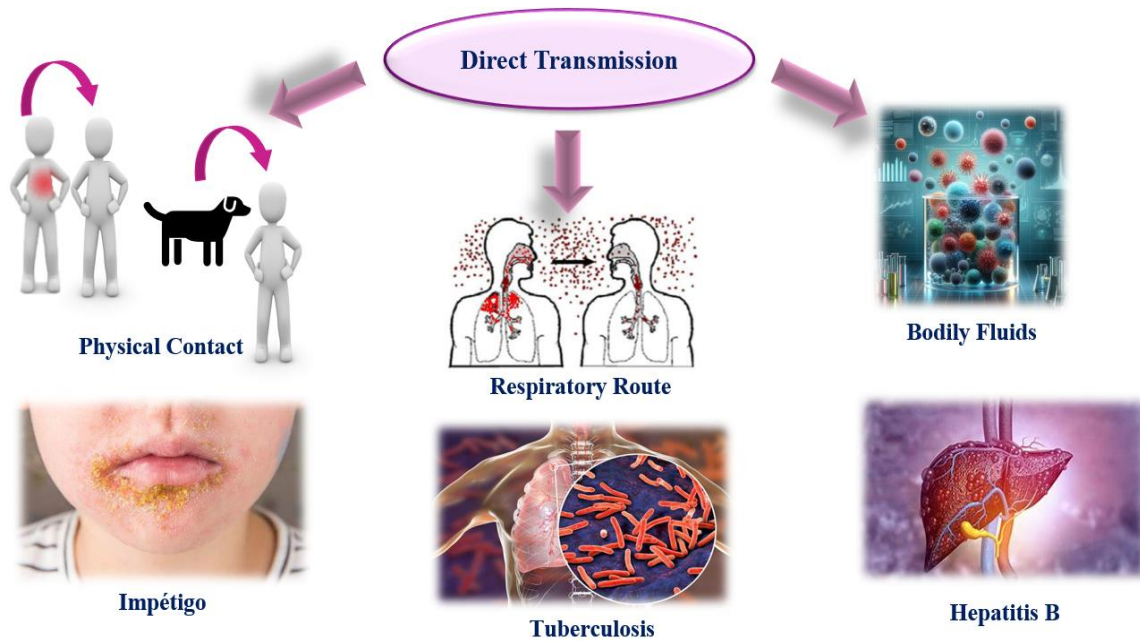 Direct Transmission
Physical Contact
Respiratory Route
Bodily Fluids
Impétigo
Tuberculosis
Hepatitis B